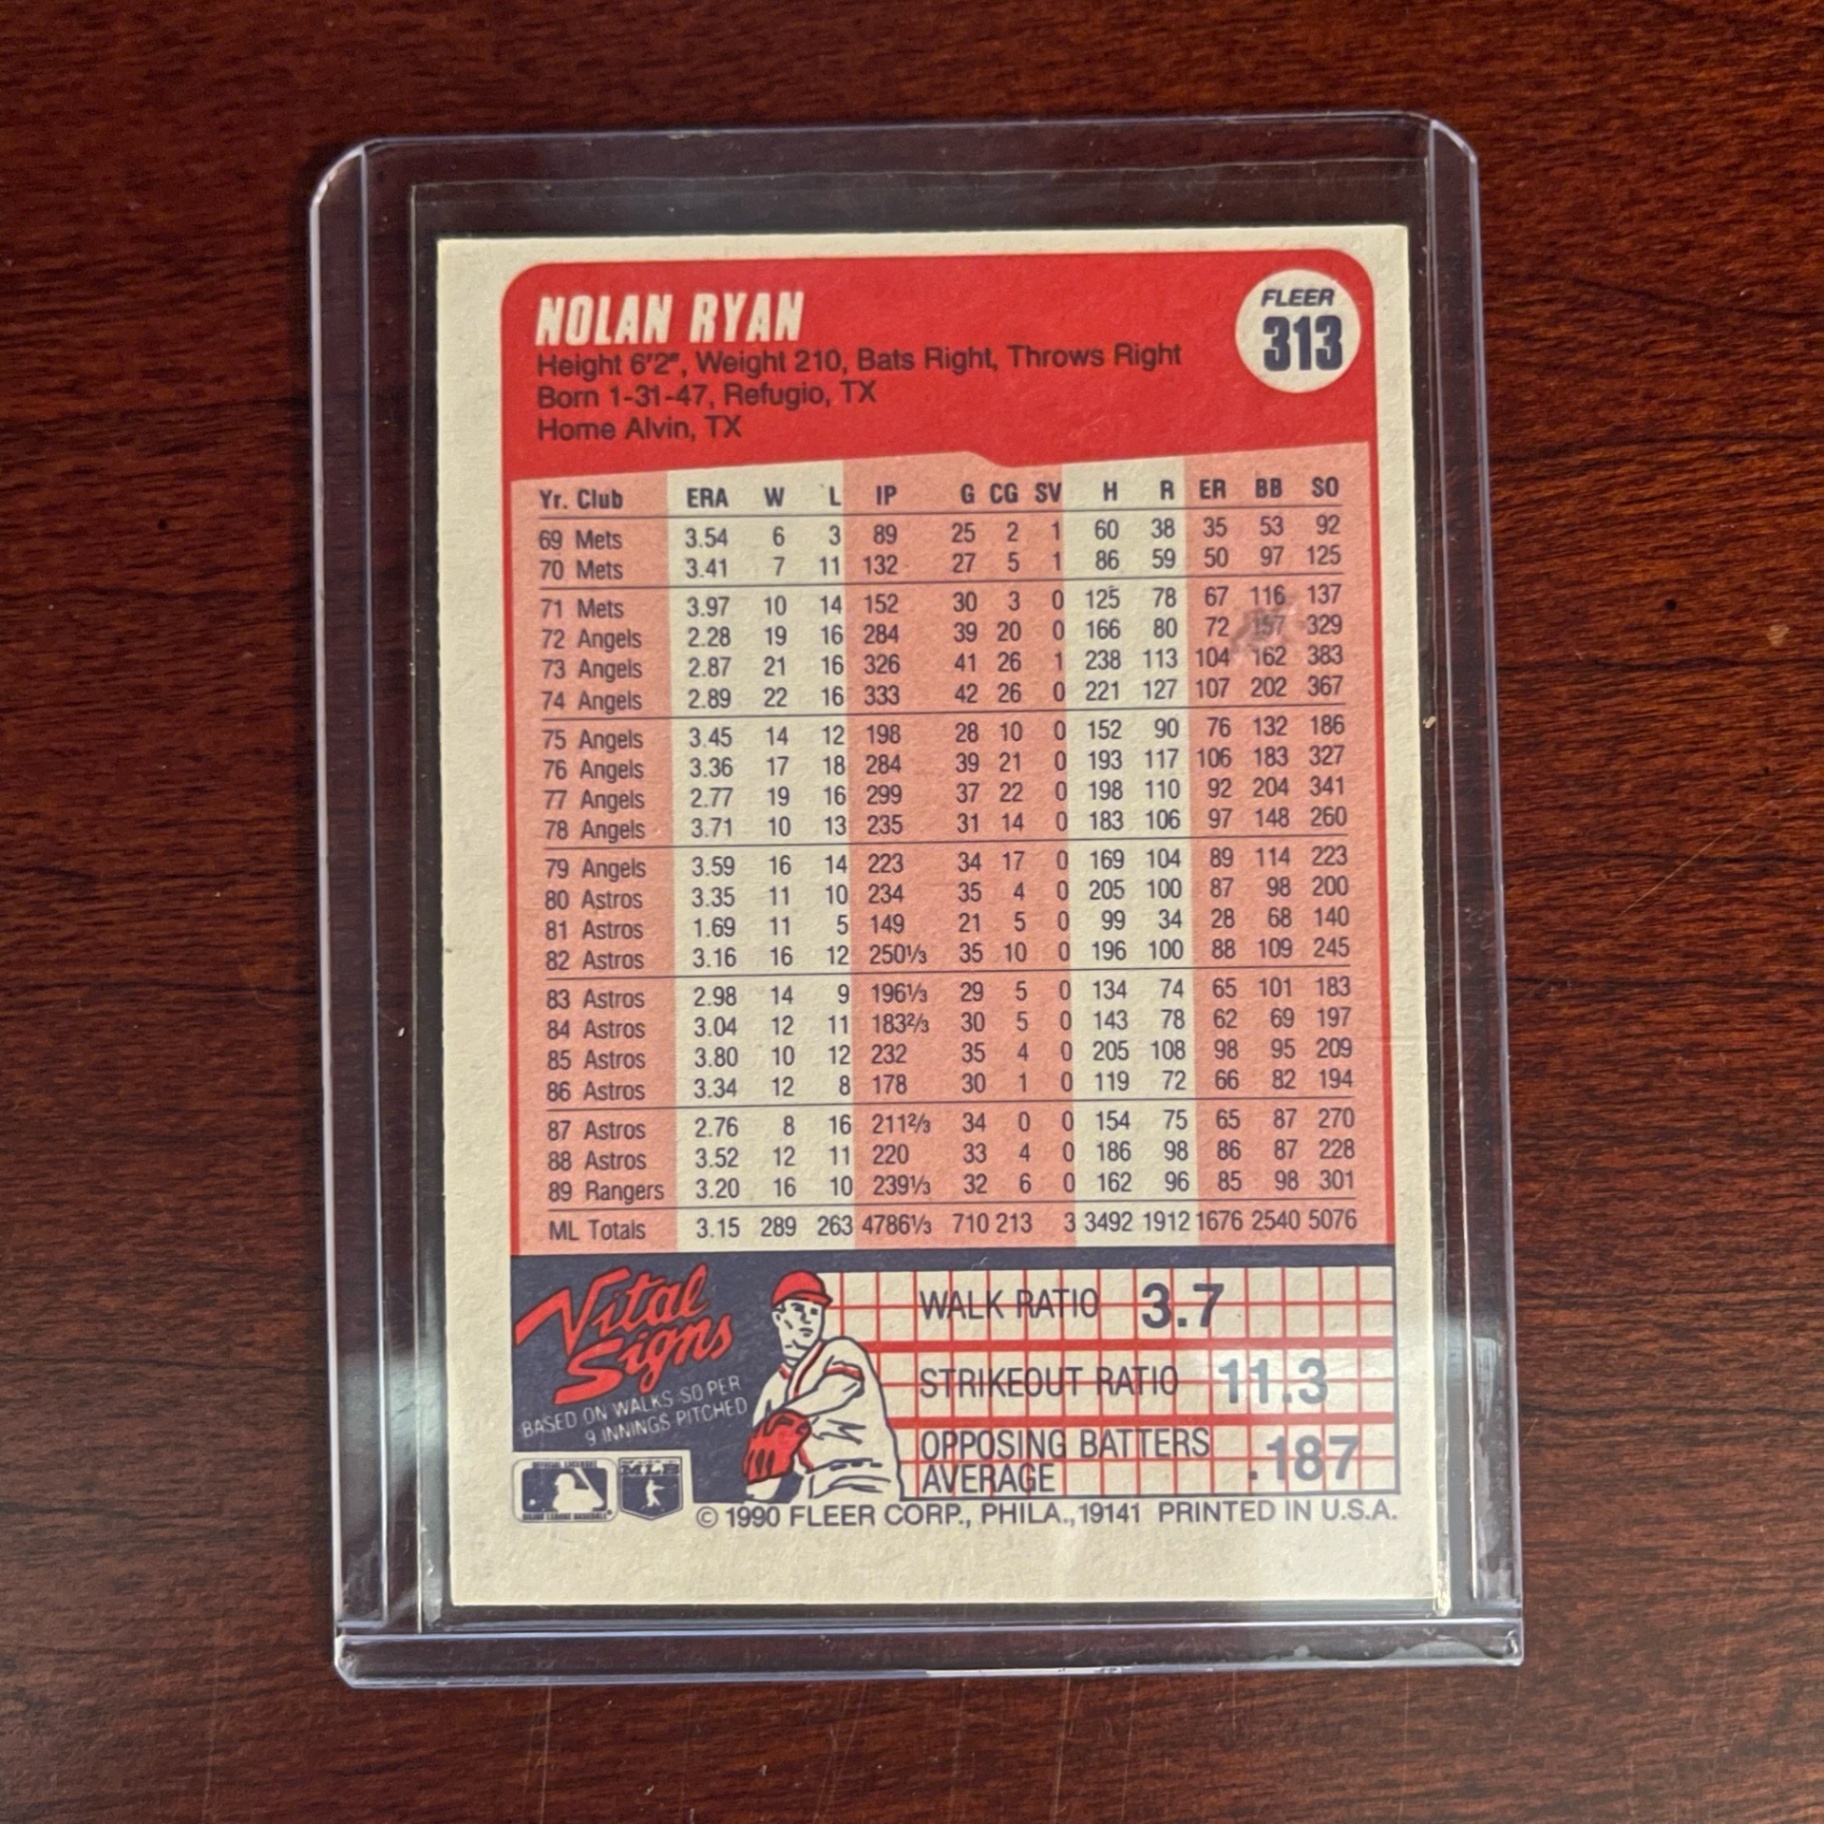 NOLAN RYAN
FLEER
313
Height 6'2", Weight 210, Bats Right, Throws Right
Born 1-31-47, Refugio, TX
Home Alvin, TX
Yr. Club ERA W L IP G CG SV H R ER BB SO
69 Mets 3.54 6 3 89 25 2 1 60 38 35 53 92
70 Mets 3.41 7 11 132 27 5 1 86 59 50 97 125
71 Mets 3.97 10 14 152 30 3 0 125 78 67 116 137
72 Angels 2.28 19 16 284 39 20 0 166 80 72 157 329
73 Angels 2.87 21 16 326 41 26 1 238 113 104 162 383
74 Angels 2.89 22 16 333 42 26 0 221 127 107 202 367
75 Angels 3.45 14 12 198 28 10 0 152 90 76 132 186
76 Angels 3.36 17 18 284 39 21 0 193 117 106 183 327
77 Angels 2.77 19 16 299 37 22 0 198 110 92 204 341
78 Angels 3.71 10 13 235 31 14 0 183 106 97 148 260
79 Angels 3.59 16 14 223 34 17 0 169 104 89 114 223
80 Astros 3.35 11 10 234 35 4 0 205 100 87 98 200
81 Astros 1.69 11 5 149 21 5 0 99 34 28 68 140
82 Astros 3.16 16 12 250⅓ 35 10 0 196 100 88 109 245
83 Astros 2.98 14 9 196⅓ 29 5 0 134 74 65 101 183
84 Astros 3.04 12 11 183⅔ 30 5 0 143 78 62 69 197
85 Astros 3.80 10 12 232 35 4 0 205 108 98 95 209
86 Astros 3.34 12 8 178 30 1 0 119 72 66 82 194
87 Astros 2.76 8 16 211⅔ 34 0 0 154 75 65 87 270
88 Astros 3.52 12 11 220 33 4 0 186 98 86 87 228
89 Rangers 3.20 16 10 239⅓ 32 6 0 162 96 85 98 301
ML Totals 3.15 289 263 4786⅓ 710 213 3 3492 1912 1676 2540 5076
Vital
Signs
BASED ON WALKS SO PER
9 INNINGS PITCHED
WALK RATIO 3.7
STRIKEOUT RATIO 11.3
OPPOSING BATTERS
AVERAGE .187
© 1990 FLEER CORP., PHILA., 19141 PRINTED IN U.S.A.